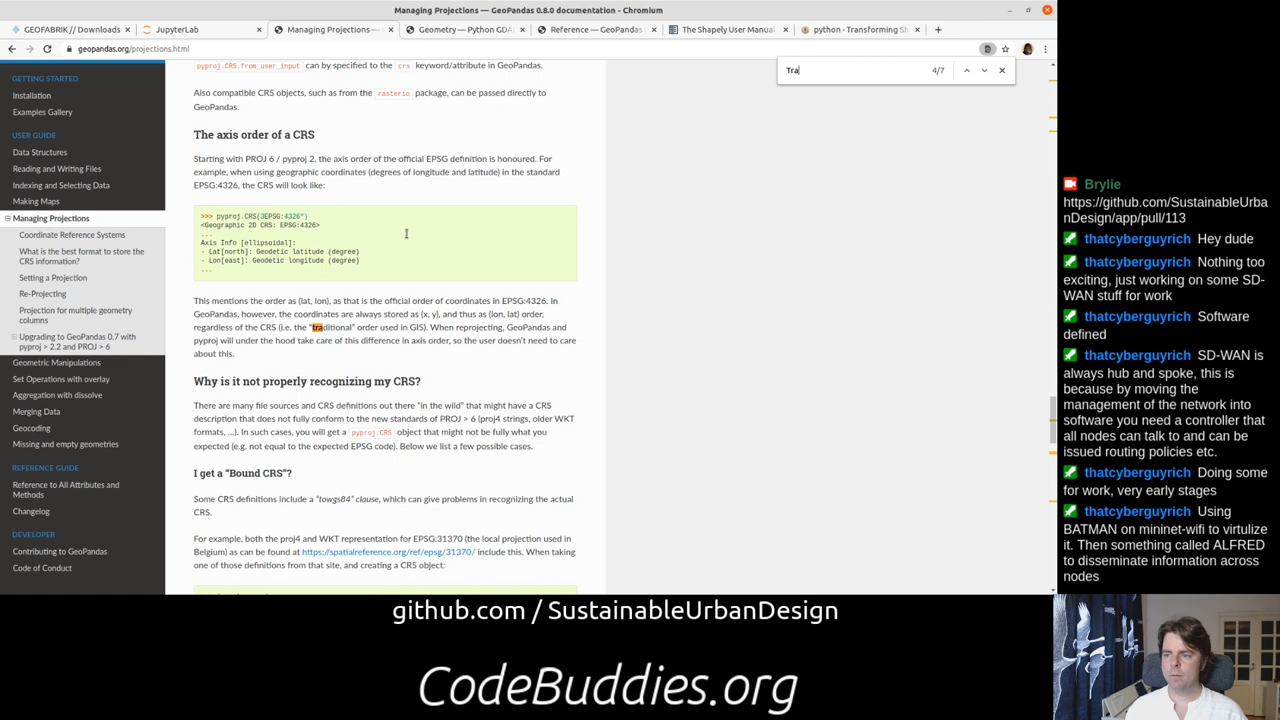 Managing Projections — GeoPandas 0.8.0 documentation - Chromium
GEOFABRIK // Downloads
JupyterLab
Managing Projections —
Geometry — Python GDA
Reference — GeoPandas
The Shapely User Manual
python - Transforming Sh
geopandas.org/projections.html
Tra
4/7
GETTING STARTED
Installation
Examples Gallery
USER GUIDE
Data Structures
Reading and Writing Files
Indexing and Selecting Data
Making Maps
Managing Projections
Coordinate Reference Systems
What is the best format to store the
CRS information?
Setting a Projection
Re-Projecting
Projection for multiple geometry
columns
Upgrading to GeoPandas 0.7 with
pyproj > 2.2 and PROJ > 6
Geometric Manipulations
Set Operations with overlay
Aggregation with dissolve
Merging Data
Geocoding
Missing and empty geometries
REFERENCE GUIDE
Reference to All Attributes and
Methods
Changelog
DEVELOPER
Contributing to GeoPandas
Code of Conduct
pyproj.CRS.from_user_input can by specified to the crs keyword/attribute in GeoPandas.
Also compatible CRS objects, such as from the rasterio package, can be passed directly to
GeoPandas.
The axis order of a CRS
Starting with PROJ 6 / pyproj 2, the axis order of the official EPSG definition is honoured. For
example, when using geographic coordinates (degrees of longitude and latitude) in the standard
EPSG:4326, the CRS will look like:
>>> pyproj.CRS(3EPSG:4326")
<Geographic 2D CRS: EPSG:4326>
...
Axis Info [ellipsoidal]:
- Lat[north]: Geodetic latitude (degree)
- Lon[east]: Geodetic longitude (degree)
...
This mentions the order as (lat, lon), as that is the official order of coordinates in EPSG:4326. In
GeoPandas, however, the coordinates are always stored as (x, y), and thus as (lon, lat) order,
regardless of the CRS (i.e. the “traditional” order used in GIS). When reprojecting, GeoPandas and
pyproj will under the hood take care of this difference in axis order, so the user doesn’t need to care
about this.
Why is it not properly recognizing my CRS?
There are many file sources and CRS definitions out there “in the wild” that might have a CRS
description that does not fully conform to the new standards of PROJ > 6 (proj4 strings, older WKT
formats, ...). In such cases, you will get a pyproj.CRS object that might not be fully what you
expected (e.g. not equal to the expected EPSG code). Below we list a few possible cases.
I get a “Bound CRS”?
Some CRS definitions include a “towgs84” clause, which can give problems in recognizing the actual
CRS.
For example, both the proj4 and WKT representation for EPSG:31370 (the local projection used in
Belgium) as can be found at https://spatialreference.org/ref/epsg/31370/ include this. When taking
one of those definitions from that site, and creating a CRS object:
Brylie
https://github.com/SustainableUrba
nDesign/app/pull/113
thatcyberguyrich Hey dude
thatcyberguyrich Nothing too
exciting, just working on some SD-
WAN stuff for work
thatcyberguyrich Software
defined
thatcyberguyrich SD-WAN is
always hub and spoke, this is
because by moving the
management of the network into
software you need a controller that
all nodes can talk to and can be
issued routing policies etc.
thatcyberguyrich Doing some
for work, very early stages
thatcyberguyrich Using
BATMAN on mininet-wifi to virtulize
it. Then something called ALFRED
to disseminate information across
nodes
github.com / SustainableUrbanDesign
CodeBuddies.org